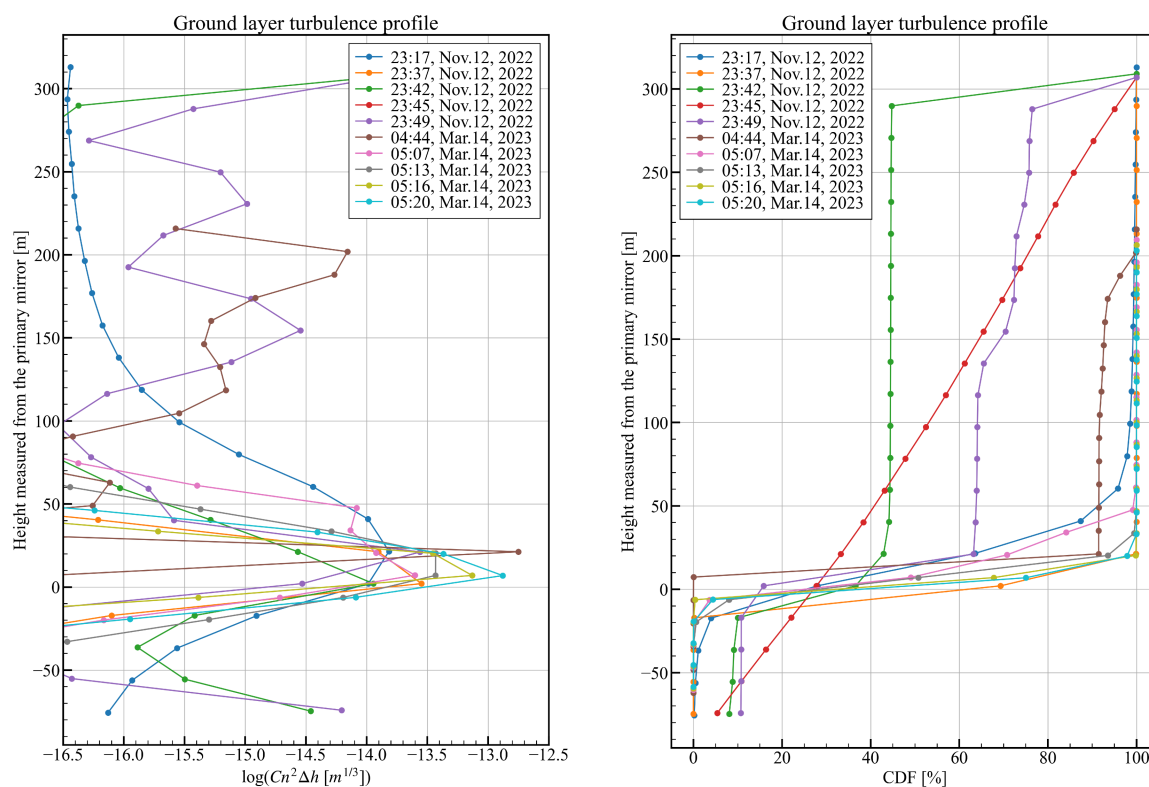 Ground layer turbulence profile
Height measured from the primary mirror [m]
300
250
200
150
100
50
0
−50
−16.5 −16.0 −15.5 −15.0 −14.5 −14.0 −13.5 −13.0 −12.5
log(Cn²Δh [m^{1/3}])
23:17, Nov.12, 2022
23:37, Nov.12, 2022
23:42, Nov.12, 2022
23:45, Nov.12, 2022
23:49, Nov.12, 2022
04:44, Mar.14, 2023
05:07, Mar.14, 2023
05:13, Mar.14, 2023
05:16, Mar.14, 2023
05:20, Mar.14, 2023
Ground layer turbulence profile
Height measured from the primary mirror [m]
300
250
200
150
100
50
0
−50
0 20 40 60 80 100
CDF [%]
23:17, Nov.12, 2022
23:37, Nov.12, 2022
23:42, Nov.12, 2022
23:45, Nov.12, 2022
23:49, Nov.12, 2022
04:44, Mar.14, 2023
05:07, Mar.14, 2023
05:13, Mar.14, 2023
05:16, Mar.14, 2023
05:20, Mar.14, 2023